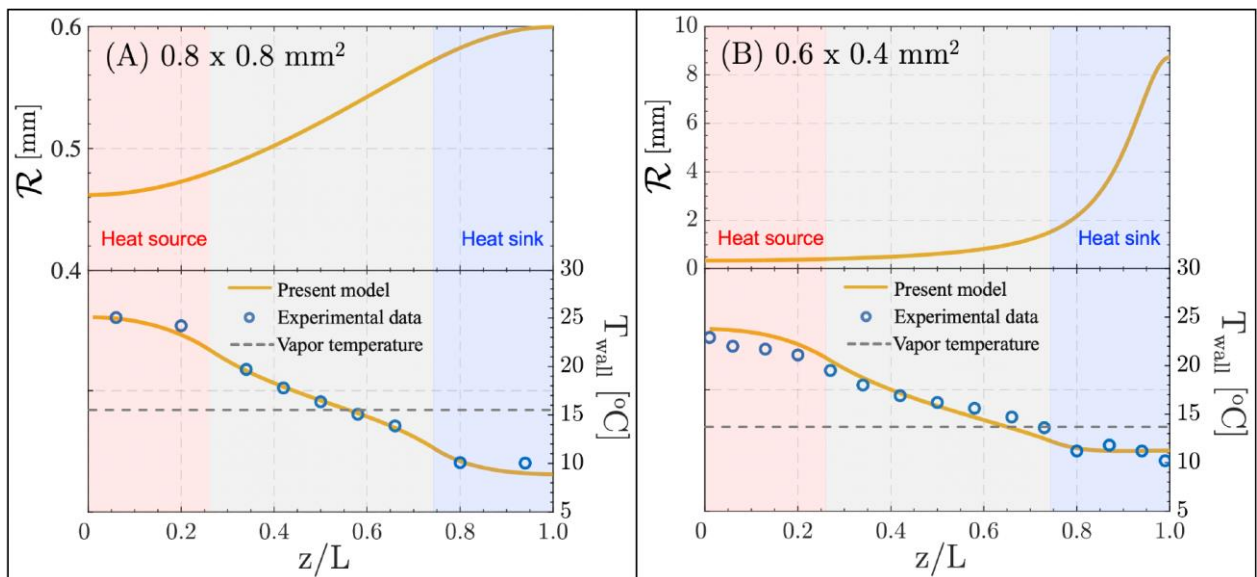 (A) 0.8 x 0.8 mm²
0.6
0.5
0.4
R [mm]
Heat source
Heat sink
30
25
20
15
10
5
T wall [°C]
Present model
Experimental data
Vapor temperature
0
0.2
0.4
0.6
0.8
1.0
z/L
(B) 0.6 x 0.4 mm²
10
8
6
4
2
0
R [mm]
Heat source
Heat sink
30
25
20
15
10
5
T wall [°C]
Present model
Experimental data
Vapor temperature
0
0.2
0.4
0.6
0.8
1.0
z/L